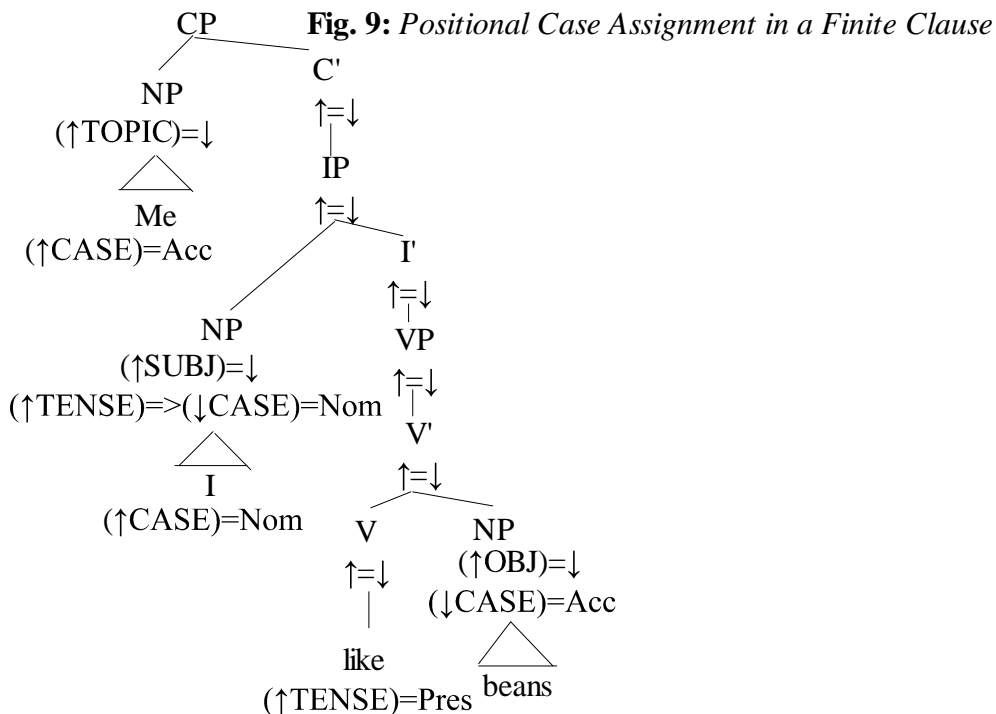 CP
Fig. 9: Positional Case Assignment in a Finite Clause
C'
NP
↑=↓
(↑TOPIC)=↓
IP
↑=↓
Me
(↑CASE)=Acc
I'
↑=↓
NP
VP
(↑SUBJ)=↓
↑=↓
(↑TENSE)=>(↓CASE)=Nom
V'
↑=↓
I
(↑CASE)=Nom
V
NP
↑=↓
(↑OBJ)=↓
(↓CASE)=Acc
like
beans
(↑TENSE)=Pres